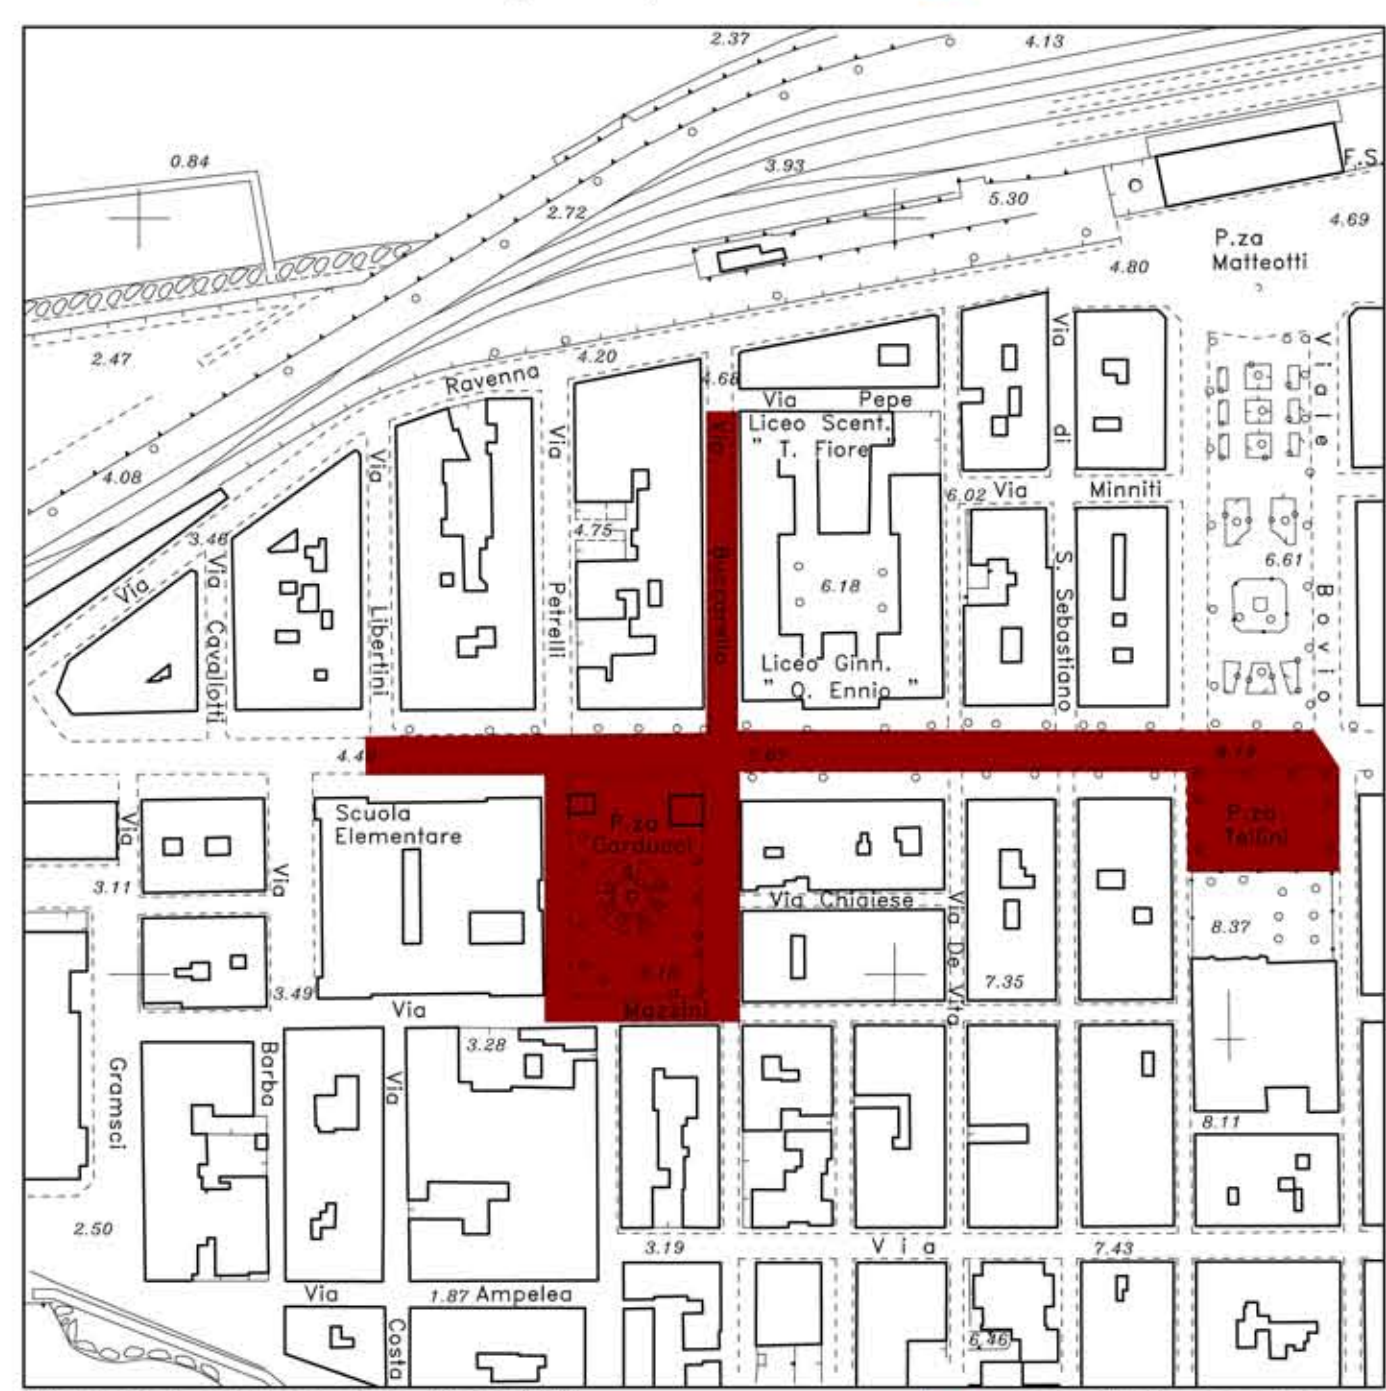 2.37
4.13
0.84
3.93
F.S.
2.72
5.30
4.69
P.za
Matteotti
4.80
2.47
4.20
Ravenna
4.68
Via Pepe
Via
di
S. Sebastiano
Viale
Bovio
Liceo Scent.
" T. Fiore"
Via
4.08
Via
Libertini
Via
Petrelli
4.75
6.02
Via Minniti
3.46
6.61
Via
Via
Cavallotti
6.18
Liceo Ginn.
" Q. Ennio "
Scuola
Elementare
P.za
Carducci
P.za
Tellini
Via
3.11
Via
Barba
Via Chiaiese
Via De Vita
8.37
7.35
3.49
Via Mazzini
3.28
Gramsci
Via
Costa
8.11
2.50
3.19
Via
7.43
Via
1.87
Ampelea
6.46